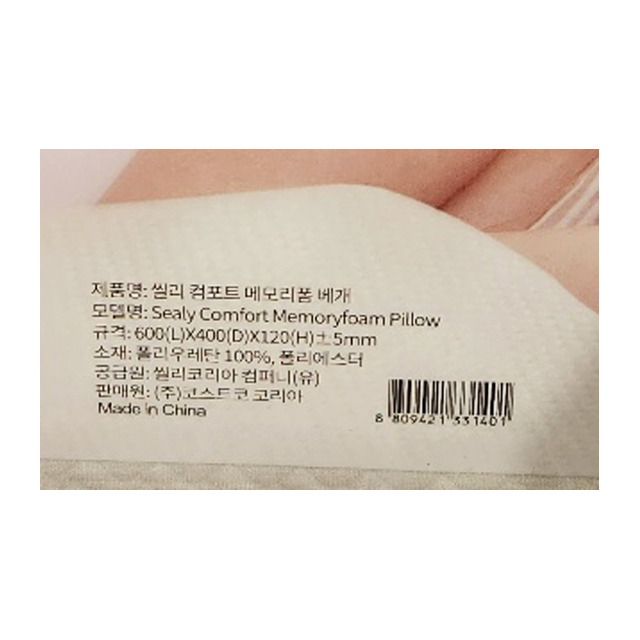 제품명: 씰리 컴포트 메모리폼 베개
모델명: Sealy Comfort Memoryfoam Pillow
규격: 600(L)X400(D)X120(H)±5mm
소재: 폴리우레탄 100%, 폴리에스터
공급원: 씰리코리아 컴퍼니(유)
판매원: (주)코스트코 코리아
Made in China
8 809421 331401